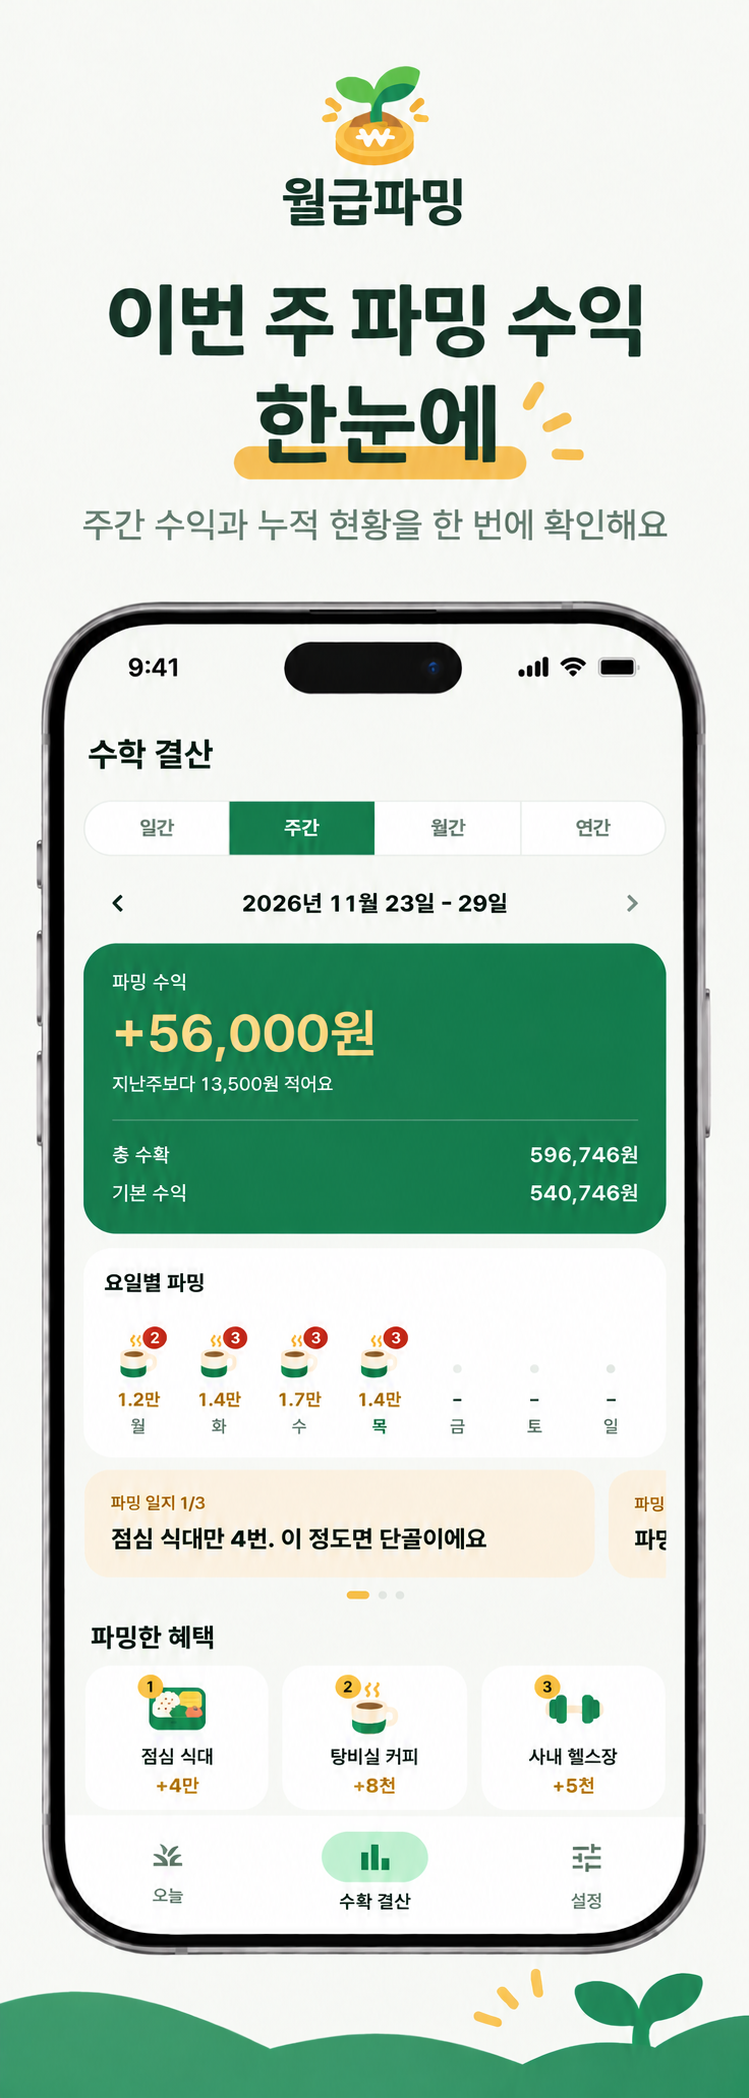 월급파밍
이번 주 파밍 수익
한눈에
주간 수익과 누적 현황을 한 번에 확인해요
9:41
수학 결산
일간 주간 월간 연간
2026년 11월 23일 - 29일
파밍 수익
+56,000원
지난주보다 13,500원 적어요
총 수확 596,746원
기본 수익 540,746원
요일별 파밍
2 3 3 3
1.2만 1.4만 1.7만 1.4만 - - -
월 화 수 목 금 토 일
파밍 일지 1/3 파밍
점심 식대만 4번. 이 정도면 단골이에요 파밍
파밍한 혜택
1 2 3
점심 식대 탕비실 커피 사내 헬스장
+4만 +8천 +5천
오늘 수확 결산 설정